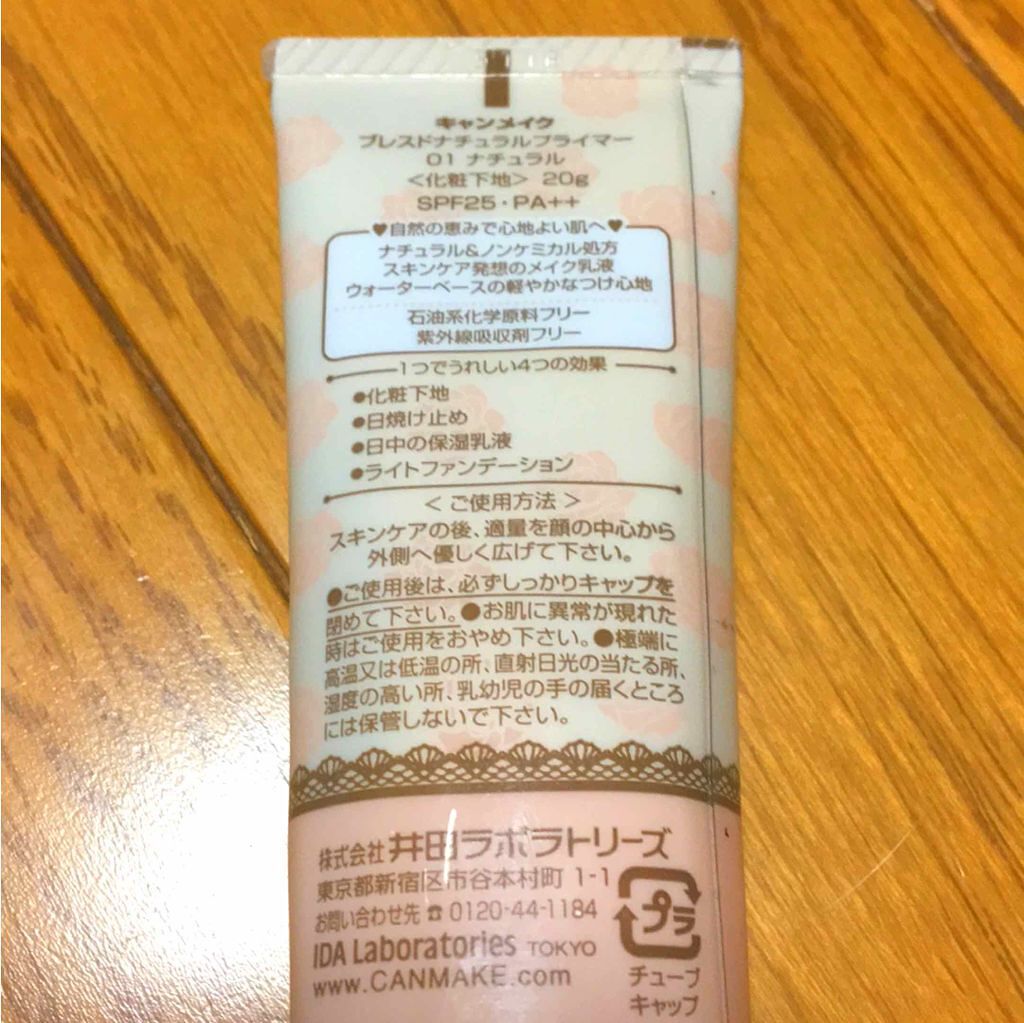 キャンメイク
ブレスドナチュラルプライマー
01 ナチュラル
<化粧下地> 20g
SPF25・PA++
♥自然の恵みで心地よい肌へ♥
ナチュラル&ノンケミカル処方
スキンケア発想のメイク乳液
ウォーターベースの軽やかなつけ心地
石油系化学原料フリー
紫外線吸収剤フリー
1つでうれしい4つの効果
●化粧下地
●日焼け止め
●日中の保湿乳液
●ライトファンデーション
<ご使用方法>
スキンケアの後、適量を顔の中心から
外側へ優しく広げて下さい。
●ご使用後は、必ずしっかりキャップを
閉めて下さい。●お肌に異常が現れた
時はご使用をおやめ下さい。●極端に
高温又は低温の所、直射日光の当たる所、
湿度の高い所、乳幼児の手の届くところ
には保管しないで下さい。
株式会社 井田ラボラトリーズ
東京都新宿区市谷本村町 1-1
お問い合わせ先 ☎ 0120-44-1184
IDA Laboratories TOKYO
www.CANMAKE.com
プラ
チューブ
キャップ